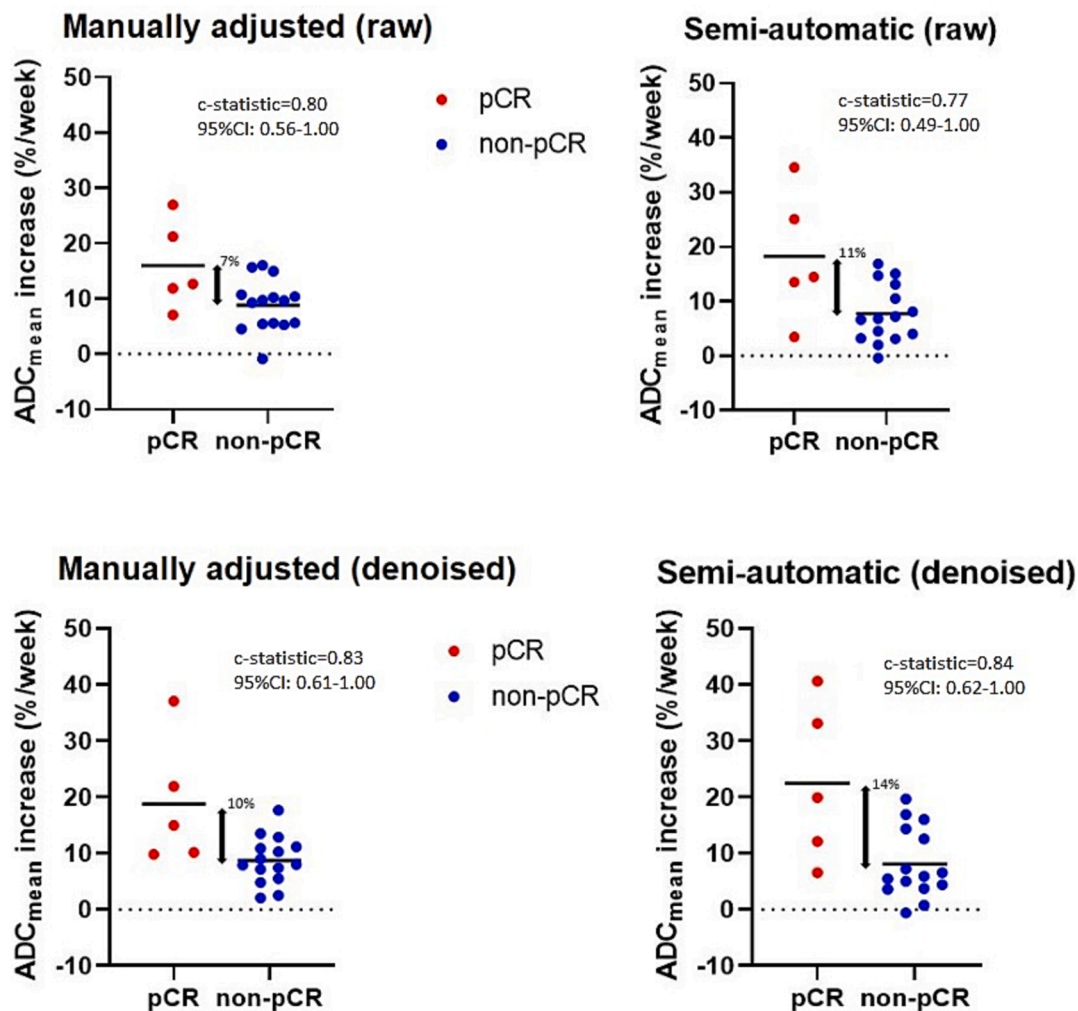 Manually adjusted (raw)
ADCmean increase (%/week)
50
40
30
20
10
0
-10
c-statistic=0.80
95%CI: 0.56-1.00
7%
pCR
non-pCR
pCR
non-pCR
Semi-automatic (raw)
ADCmean increase (%/week)
50
40
30
20
10
0
-10
c-statistic=0.77
95%CI: 0.49-1.00
11%
pCR
non-pCR
Manually adjusted (denoised)
ADCmean increase (%/week)
50
40
30
20
10
0
-10
c-statistic=0.83
95%CI: 0.61-1.00
10%
pCR
non-pCR
pCR
non-pCR
Semi-automatic (denoised)
ADCmean increase (%/week)
50
40
30
20
10
0
-10
c-statistic=0.84
95%CI: 0.62-1.00
14%
pCR
non-pCR